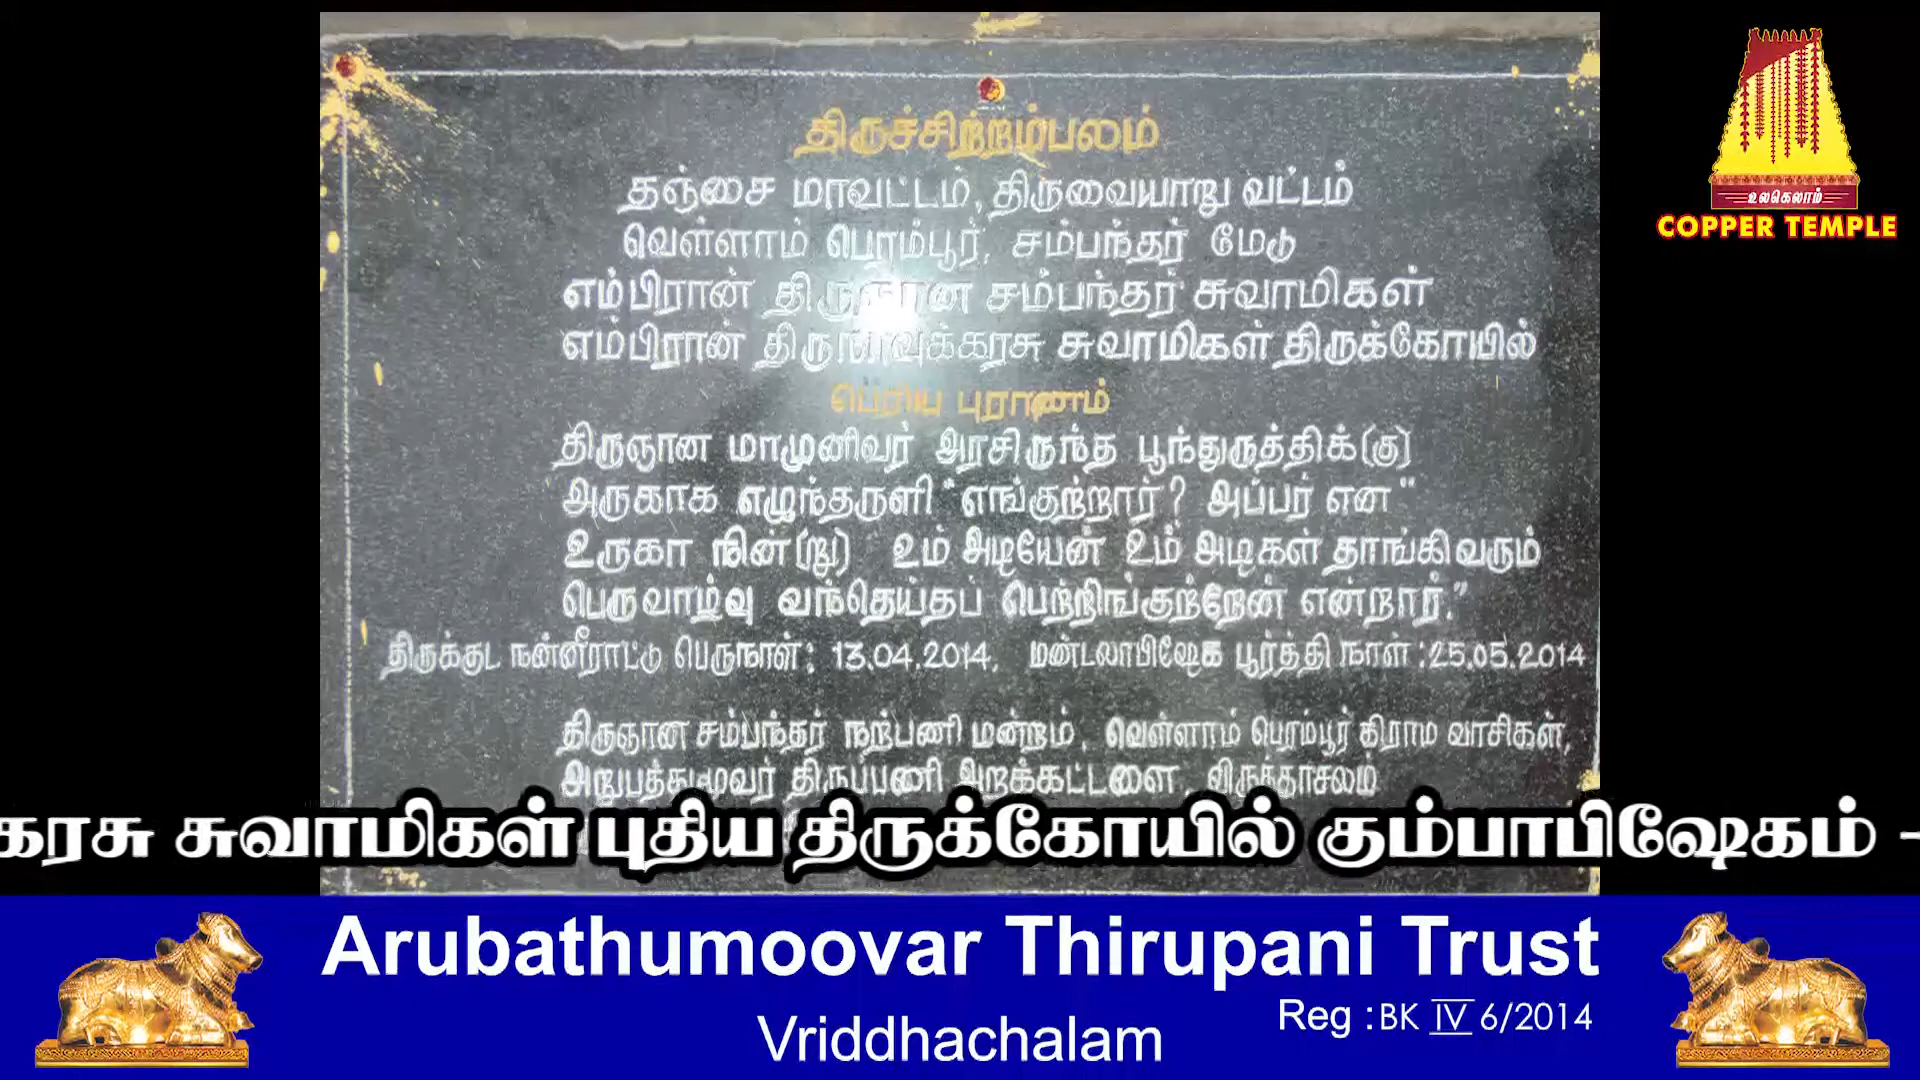 திருச்சிற்றம்பலம்
தஞ்சை மாவட்டம், திருவையாறு வட்டம்
வெள்ளாம் பெரம்பூர், சம்பந்தர் மேடு
எம்பிரான் திருஞான சம்பந்தர் சுவாமிகள்
எம்பிரான் திருநாவுக்கரசு சுவாமிகள் திருக்கோயில்
பெரிய புராணம்
திருஞான மாமுனிவர் அரசிருந்த பூந்துருத்திக்(கு)
அருகாக எழுந்தருளி "எங்குற்றார்? அப்பர் என"
உருகா நின்(று) உம் அடியேன் உம் அடிகள் தாங்கிவரும்
பெருவாழ்வு வந்தெய்தப் பெற்றிங்குற்றேன் என்றார்."
திருக்குட நன்னீராட்டு பெருநாள்: 13.04.2014, மண்டலாபிஷேக பூர்த்தி நாள் :25.05.2014
திருஞான சம்பந்தர் நற்பணி மன்றம், வெள்ளாம் பெரம்பூர் கிராம வாசிகள்,
அறுபத்துமூவர் திருப்பணி அறக்கட்டளை, விருத்தாசலம்
கரசு சுவாமிகள் புதிய திருக்கோயில் கும்பாபிஷேகம் -
உலகெலாம்
COPPER TEMPLE
Arubathumoovar Thirupani Trust
Vriddhachalam
Reg : BK IV 6/2014